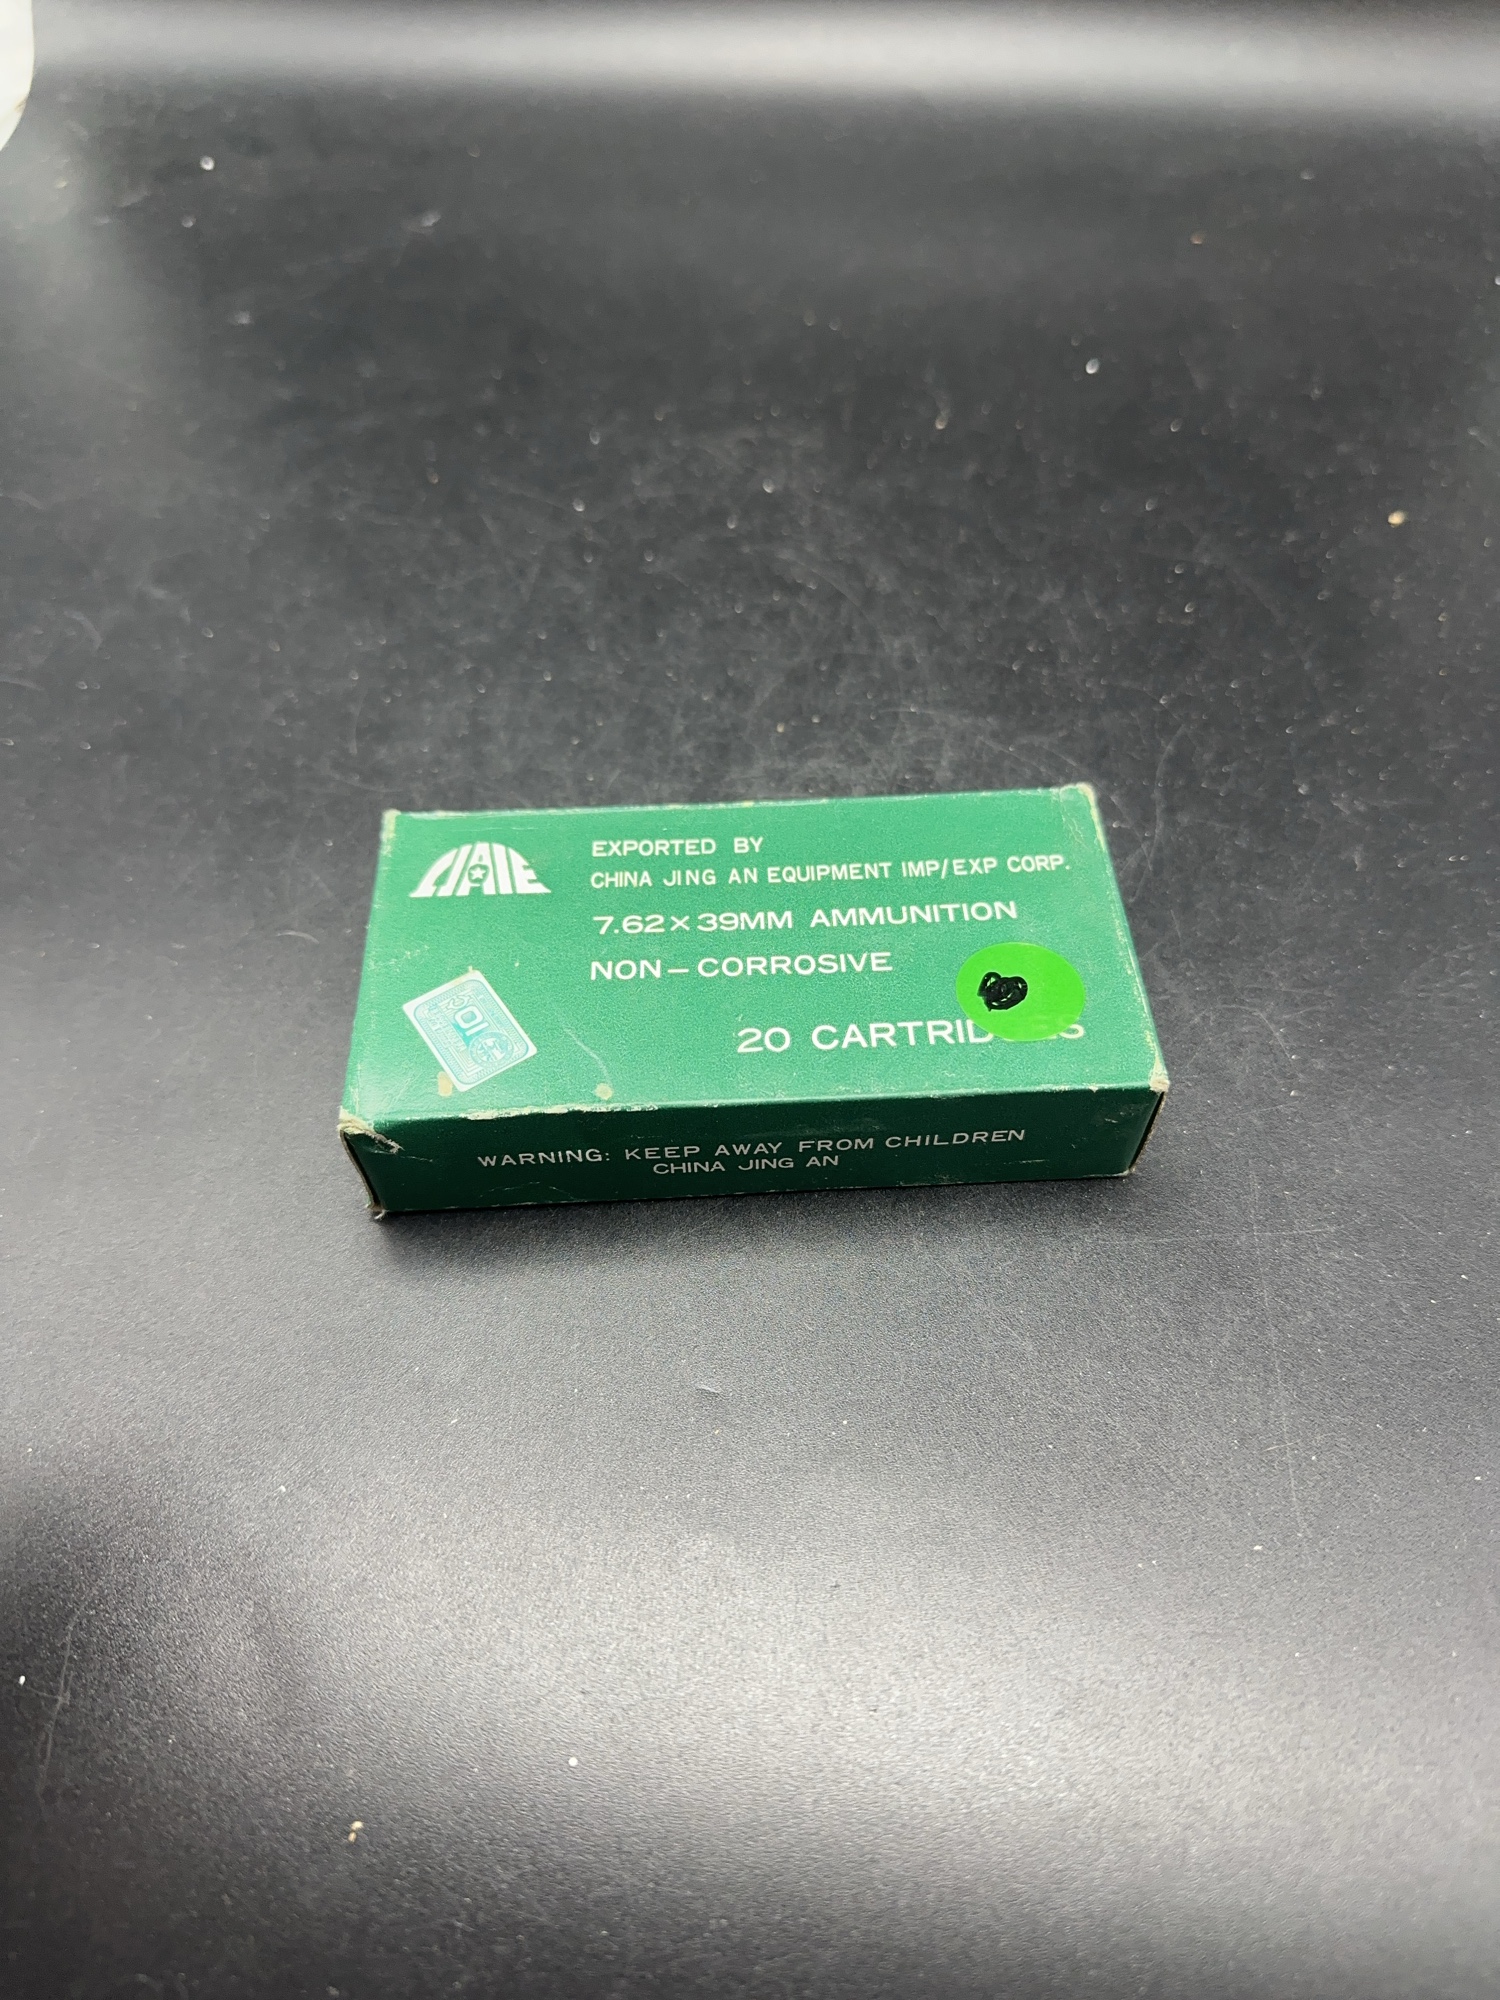 EXPORTED BY
CHINA JING AN EQUIPMENT IMP/EXP CORP.
7.62×39MM AMMUNITION
NON-CORROSIVE
20
WARNING: KEEP AWAY FROM CHILDREN
CHINA JING AN